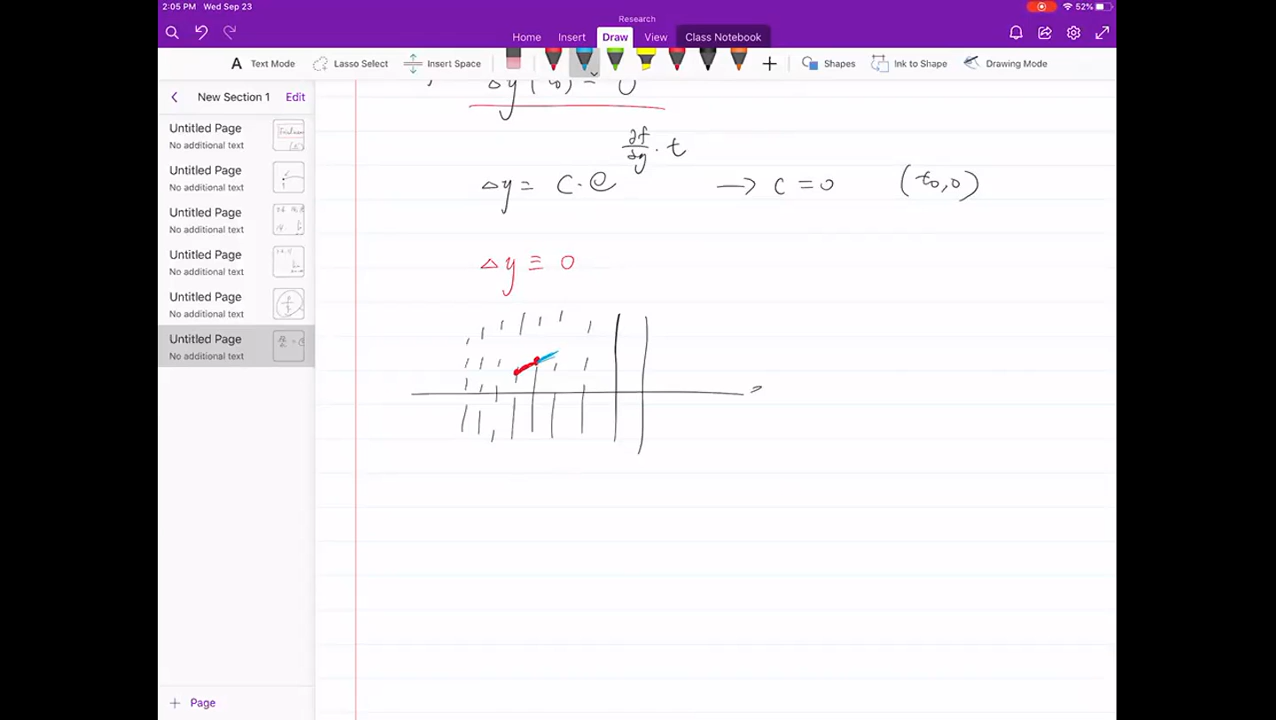 2:05 PM Wed Sep 23
52%
Research
Home Insert Draw View Class Notebook
A Text Mode Lasso Select Insert Space Shapes Ink to Shape Drawing Mode
New Section 1 Edit
Untitled Page
No additional text
Untitled Page
No additional text
Untitled Page
No additional text
Untitled Page
No additional text
Untitled Page
No additional text
Untitled Page
No additional text
+ Page
Δy(t₀) = 0
Δy = C · e^(∂f/∂y · t) → C = 0 (t₀,0)
Δy ≡ 0